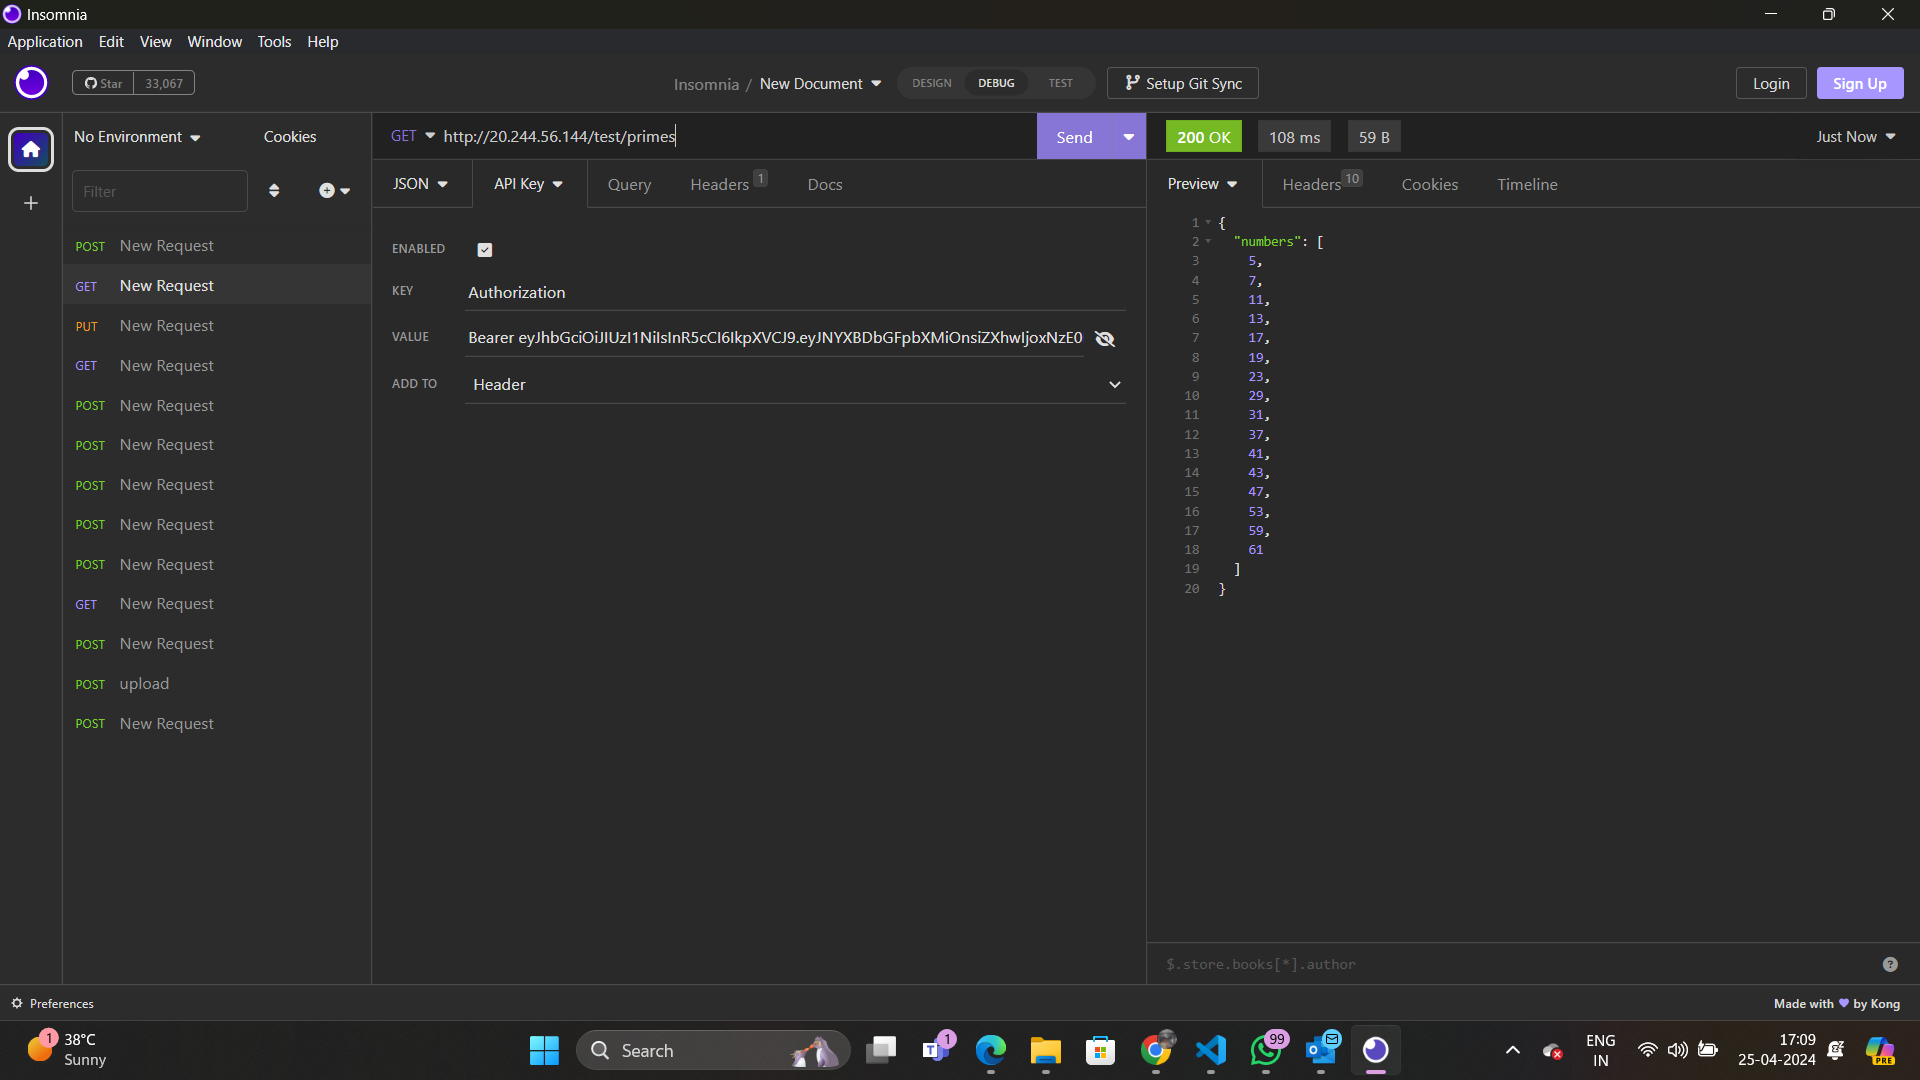 Insomnia
Application Edit View Window Tools Help
Star 33,067
Insomnia / New Document DESIGN DEBUG TEST Setup Git Sync
Login Sign Up
No Environment Cookies
Filter
POST New Request
GET New Request
PUT New Request
GET New Request
POST New Request
POST New Request
POST New Request
POST New Request
POST New Request
GET New Request
POST New Request
POST upload
POST New Request
GET http://20.244.56.144/test/primes Send
JSON API Key Query Headers 1 Docs
ENABLED
KEY Authorization
VALUE Bearer eyJhbGciOiJIUzI1NiIsInR5cCI6IkpXVCJ9.eyJNYXBDbGFpbXMiOnsiZXhwIjoxNzE0
ADD TO Header
200 OK 108 ms 59 B Just Now
Preview Headers 10 Cookies Timeline
1 {
2 "numbers": [
3 5,
4 7,
5 11,
6 13,
7 17,
8 19,
9 23,
10 29,
11 31,
12 37,
13 41,
14 43,
15 47,
16 53,
17 59,
18 61
19 ]
20 }
$.store.books[*].author
?
Preferences
Made with 💜 by Kong
1 38°C
Sunny
Search
1
99
PRE
ENG
IN
17:09
25-04-2024